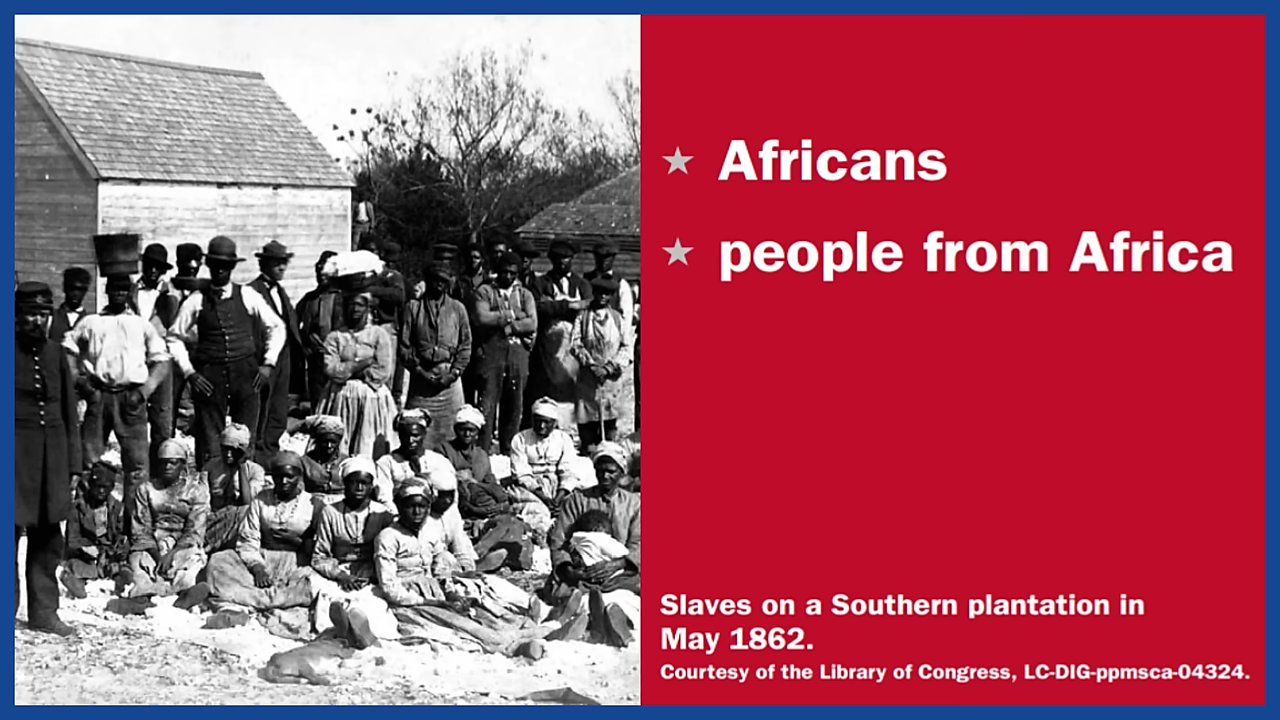 Africans
people from Africa
Slaves on a Southern plantation in
May 1862.
Courtesy of the Library of Congress, LC-DIG-ppmsca-04324.